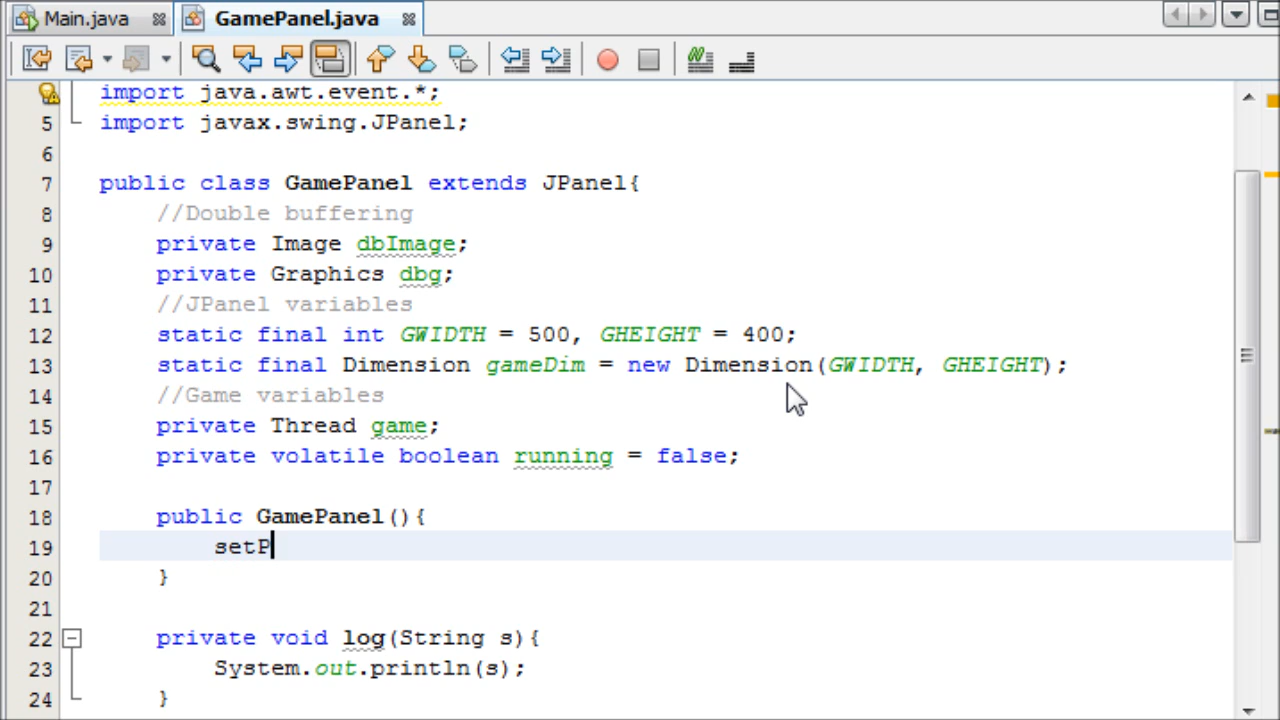 Main.java GamePanel.java
import java.awt.event.*;
5 import javax.swing.JPanel;
6
7 public class GamePanel extends JPanel{
8 //Double buffering
9 private Image dbImage;
10 private Graphics dbg;
11 //JPanel variables
12 static final int GWIDTH = 500, GHEIGHT = 400;
13 static final Dimension gameDim = new Dimension(GWIDTH, GHEIGHT);
14 //Game variables
15 private Thread game;
16 private volatile boolean running = false;
17
18 public GamePanel(){
19 setP
20 }
21
22 private void log(String s){
23 System.out.println(s);
24 }